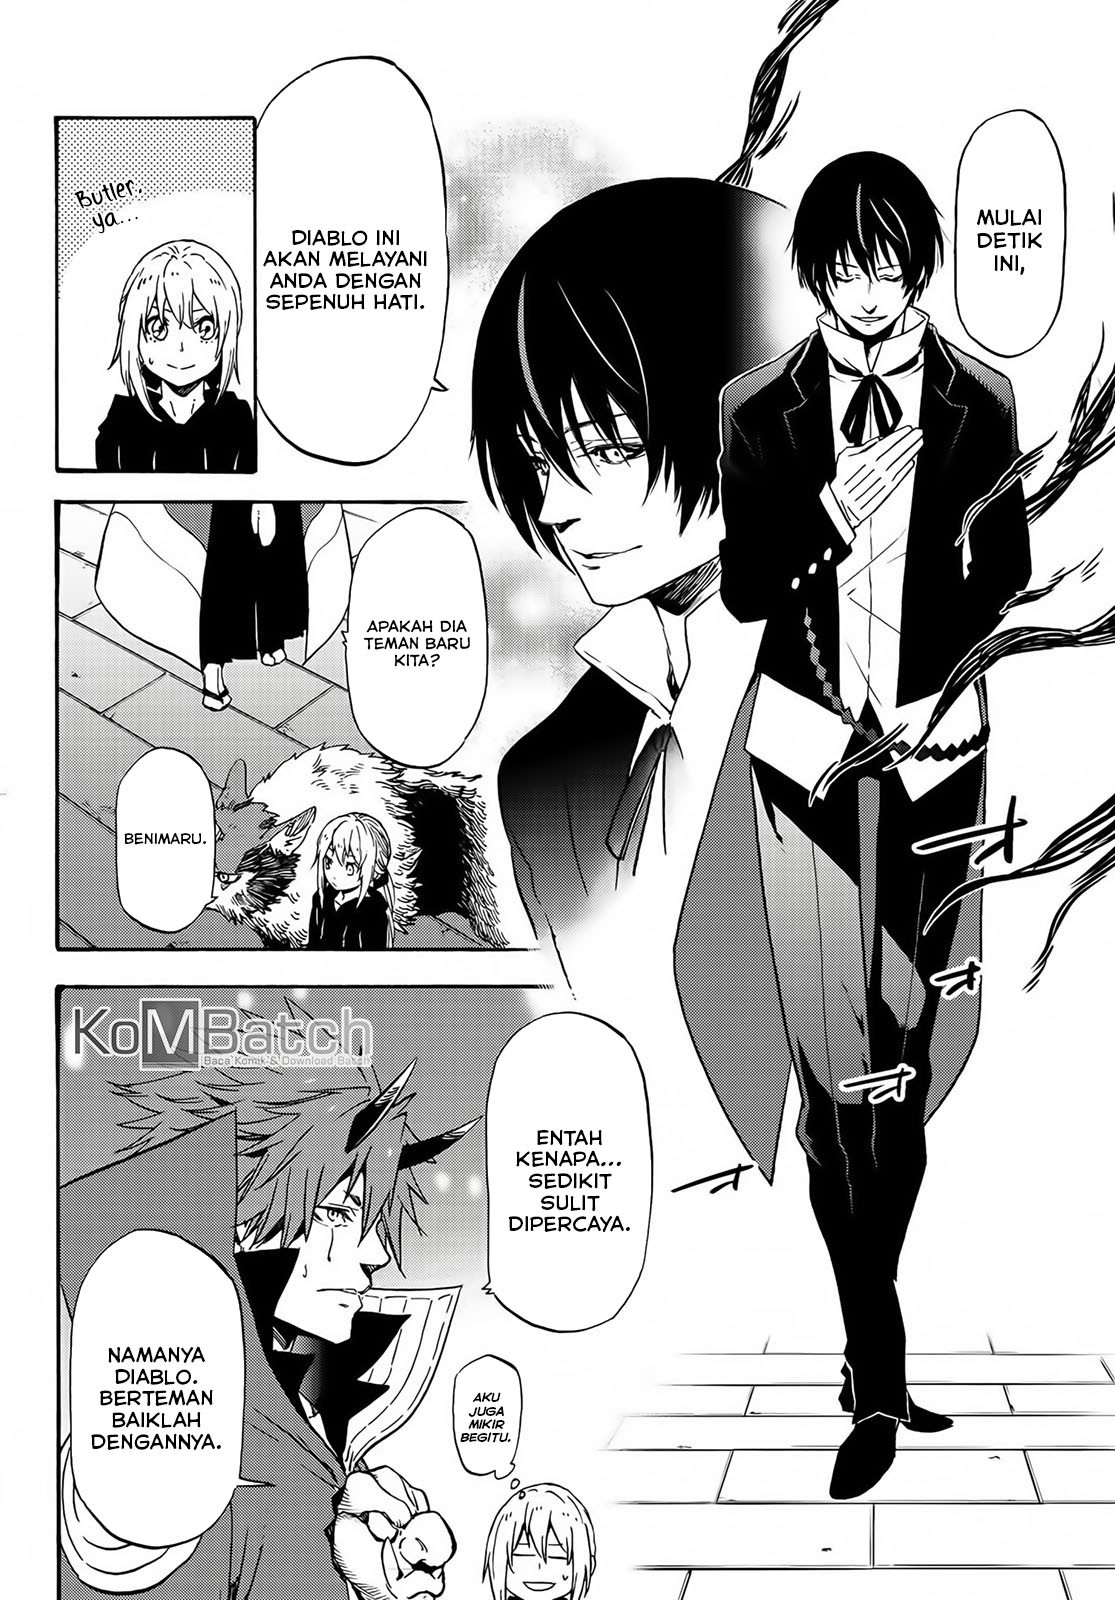 MULAI
DETIK
INI,
DIABLO INI
AKAN MELAYANI
ANDA DENGAN
SEPENUH HATI.
Butler,
ya...
APAKAH DIA
TEMAN BARU
KITA?
BENIMARU.
KoMBatch
Baca Komik & Download Batch
ENTAH
KENAPA...
SEDIKIT
SULIT
DIPERCAYA.
NAMANYA
DIABLO.
BERTEMAN
BAIKLAH
DENGANNYA.
AKU
JUGA
MIKIR
BEGITU.